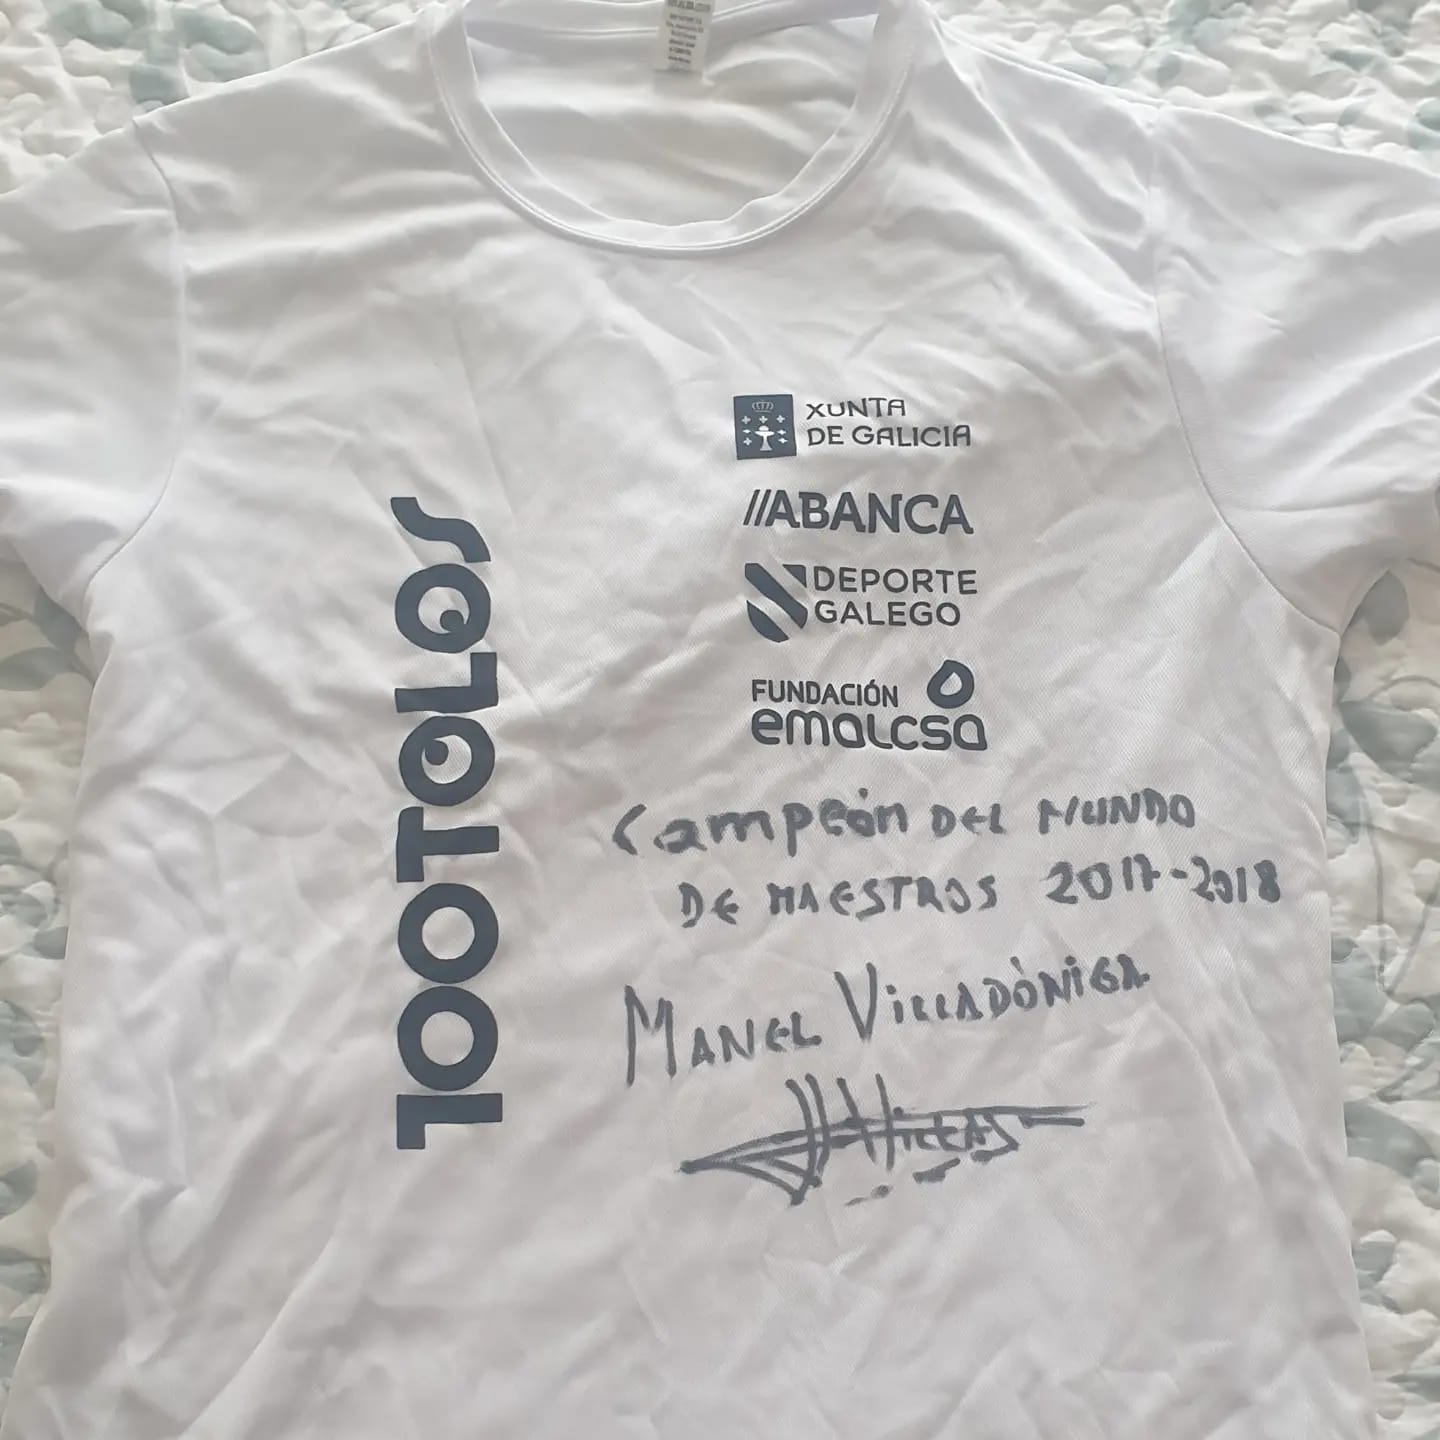 100TOLOS
XUNTA
DE GALICIA
//ABANCA
DEPORTE
GALEGO
FUNDACIÓN
emalcsa
Campeón DEL MUNDO
DE MAESTROS 2017-2018
MANEL VILLADÓNIGA